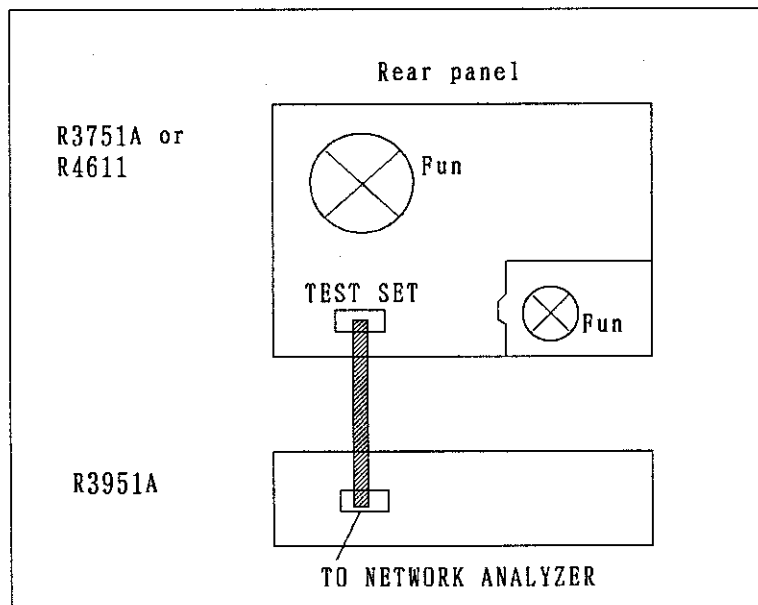 Rear panel
R3751A or
R4611
Fun
TEST SET
Fun
R3951A
TO NETWORK ANALYZER